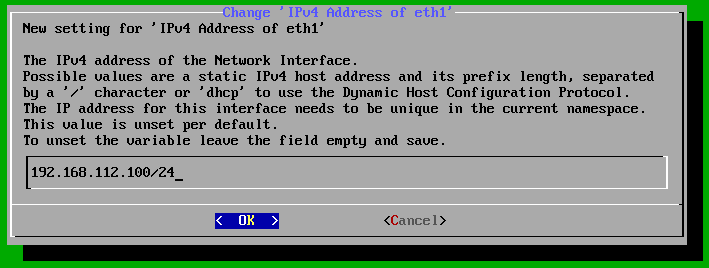 Change 'IPv4 Address of eth1'
New setting for 'IPv4 Address of eth1'
The IPv4 address of the Network Interface.
Possible values are a static IPv4 host address and its prefix length, separated
by a '/' character or 'dhcp' to use the Dynamic Host Configuration Protocol.
The IP address for this interface needs to be unique in the current namespace.
This value is unset per default.
To unset the variable leave the field empty and save.
192.168.112.100/24_
< OK > <Cancel>